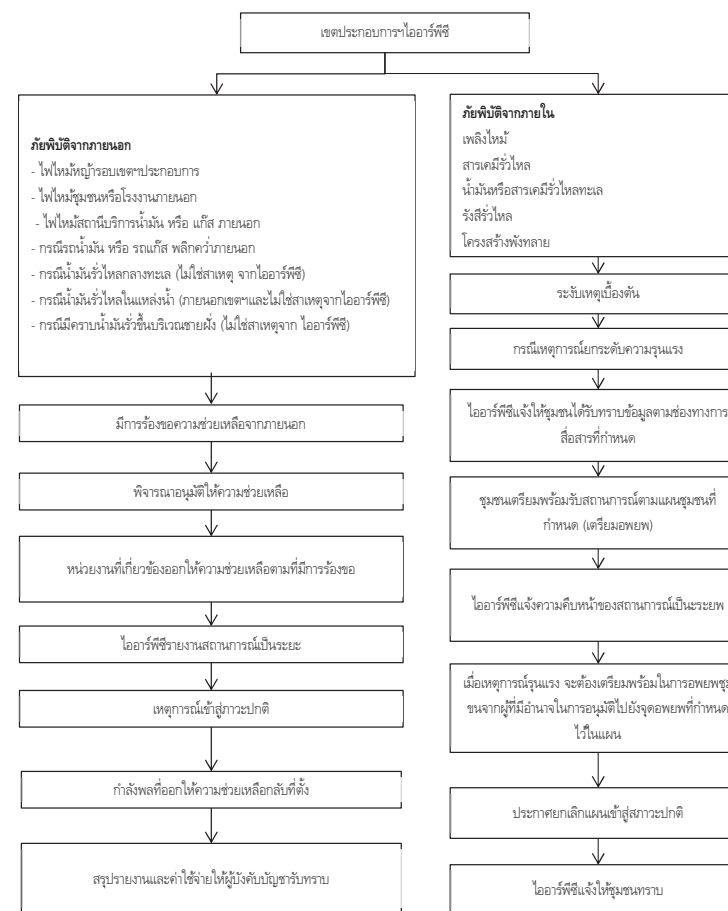 เขตประกอบการฯไออาร์พีซี
ภัยพิบัติจากภายนอก
- ไฟไหม้หญ้ารอบเขตฯประกอบการ
- ไฟไหม้ชุมชนหรือโรงงานภายนอก
- ไฟไหม้สถานีบริการน้ำมัน หรือ แก๊ส ภายนอก
- กรณีรถน้ำมัน หรือ รถแก๊ส พลิกคว่ำภายนอก
- กรณีน้ำมันรั่วไหลกลางทะเล (ไม่ใช่สาเหตุ จากไออาร์พีซี)
- กรณีน้ำมันรั่วไหลในแหล่งน้ำ (ภายนอกเขตฯและไม่ใช่สาเหตุจากไออาร์พีซี)
- กรณีมีคราบน้ำมันรั่วขึ้นบริเวณชายฝั่ง (ไม่ใช่สาเหตุจาก ไออาร์พีซี)
มีการร้องขอความช่วยเหลือจากภายนอก
พิจารณาอนุมัติให้ความช่วยเหลือ
หน่วยงานที่เกี่ยวข้องออกให้ความช่วยเหลือตามที่มีการร้องขอ
ไออาร์พีซีรายงานสถานการณ์เป็นระยะ
เหตุการณ์เข้าสู่ภาวะปกติ
กำลังพลที่ออกให้ความช่วยเหลือกลับที่ตั้ง
สรุปรายงานและค่าใช้จ่ายให้ผู้บังคับบัญชารับทราบ
ภัยพิบัติจากภายใน
เพลิงไหม้
สารเคมีรั่วไหล
น้ำมันหรือสารเคมีรั่วไหลทะเล
รังสีรั่วไหล
โครงสร้างพังทลาย
ระงับเหตุเบื้องต้น
กรณีเหตุการณ์ยกระดับความรุนแรง
ไออาร์พีซีแจ้งให้ชุมชนได้รับทราบข้อมูลตามช่องทางการ
สื่อสารที่กำหนด
ชุมชนเตรียมพร้อมรับสถานการณ์ตามแผนชุมชนที่
กำหนด (เตรียมอพยพ)
ไออาร์พีซีแจ้งความคืบหน้าของสถานการณ์เป็นะระยพ
เมื่อเหตุการณ์รุนแรง จะต้องเตรียมพร้อมในการอพยพชุม
ชนจากผู้ที่มีอำนาจในการอนุมัติไปยังจุดอพยพที่กำหนด
ไว้ในแผน
ประกาศยกเลิกแผนเข้าสู่สภาวะปกติ
ไออาร์พีซีแจ้งให้ชุมชนทราบ